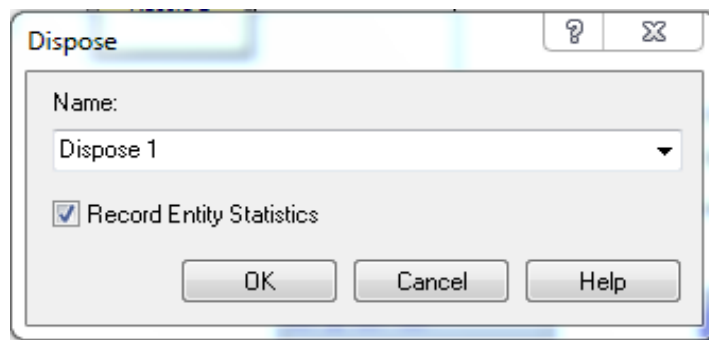 Dispose
Name:
Dispose 1
Record Entity Statistics
OK Cancel Help